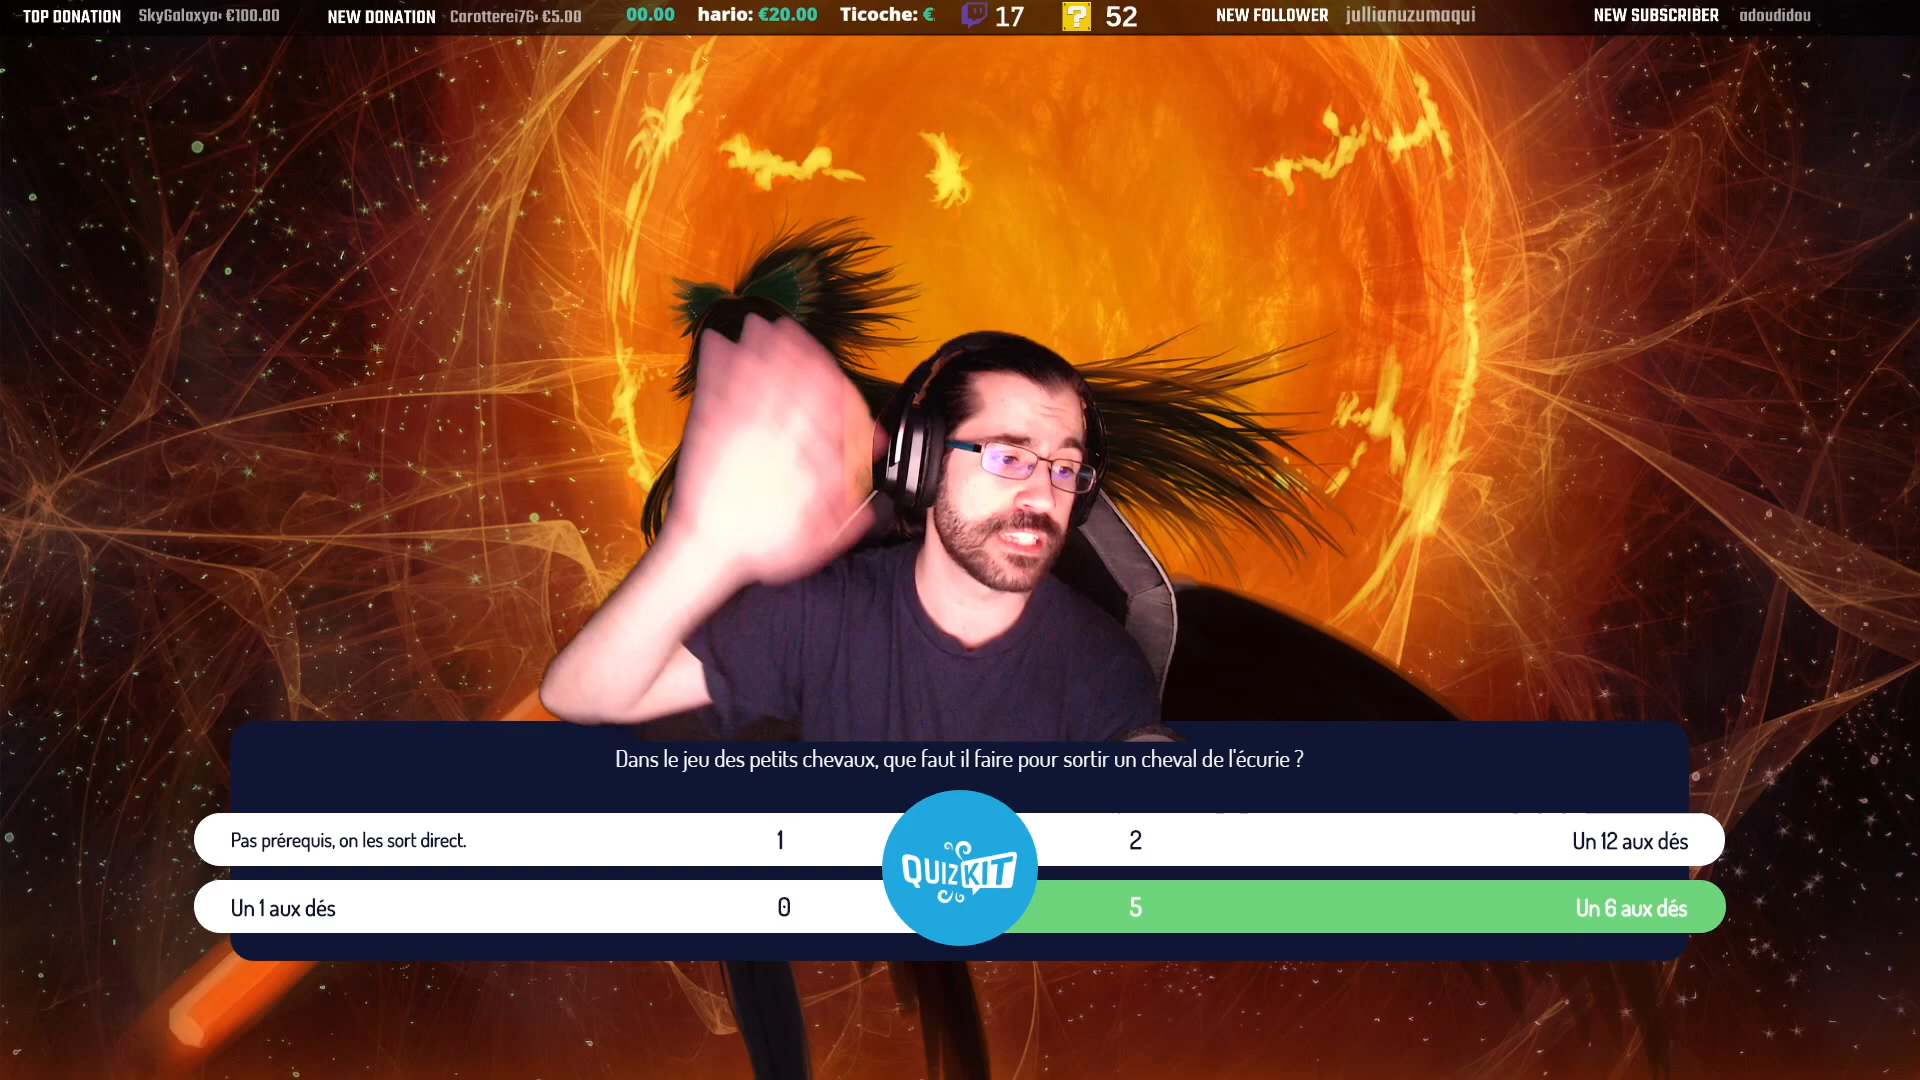 TOP DONATION SkyGalaxya: €100.00 NEW DONATION Carotterei76: €5.00 00.00 hario: €20.00 Ticoche: € 17 52 NEW FOLLOWER jullianuzumaqui NEW SUBSCRIBER adoudidou
Dans le jeu des petits chevaux, que faut il faire pour sortir un cheval de l'écurie ?
Pas prérequis, on les sort direct. 1 2 Un 12 aux dés
QUIZKIT
Un 1 aux dés 0 5 Un 6 aux dés